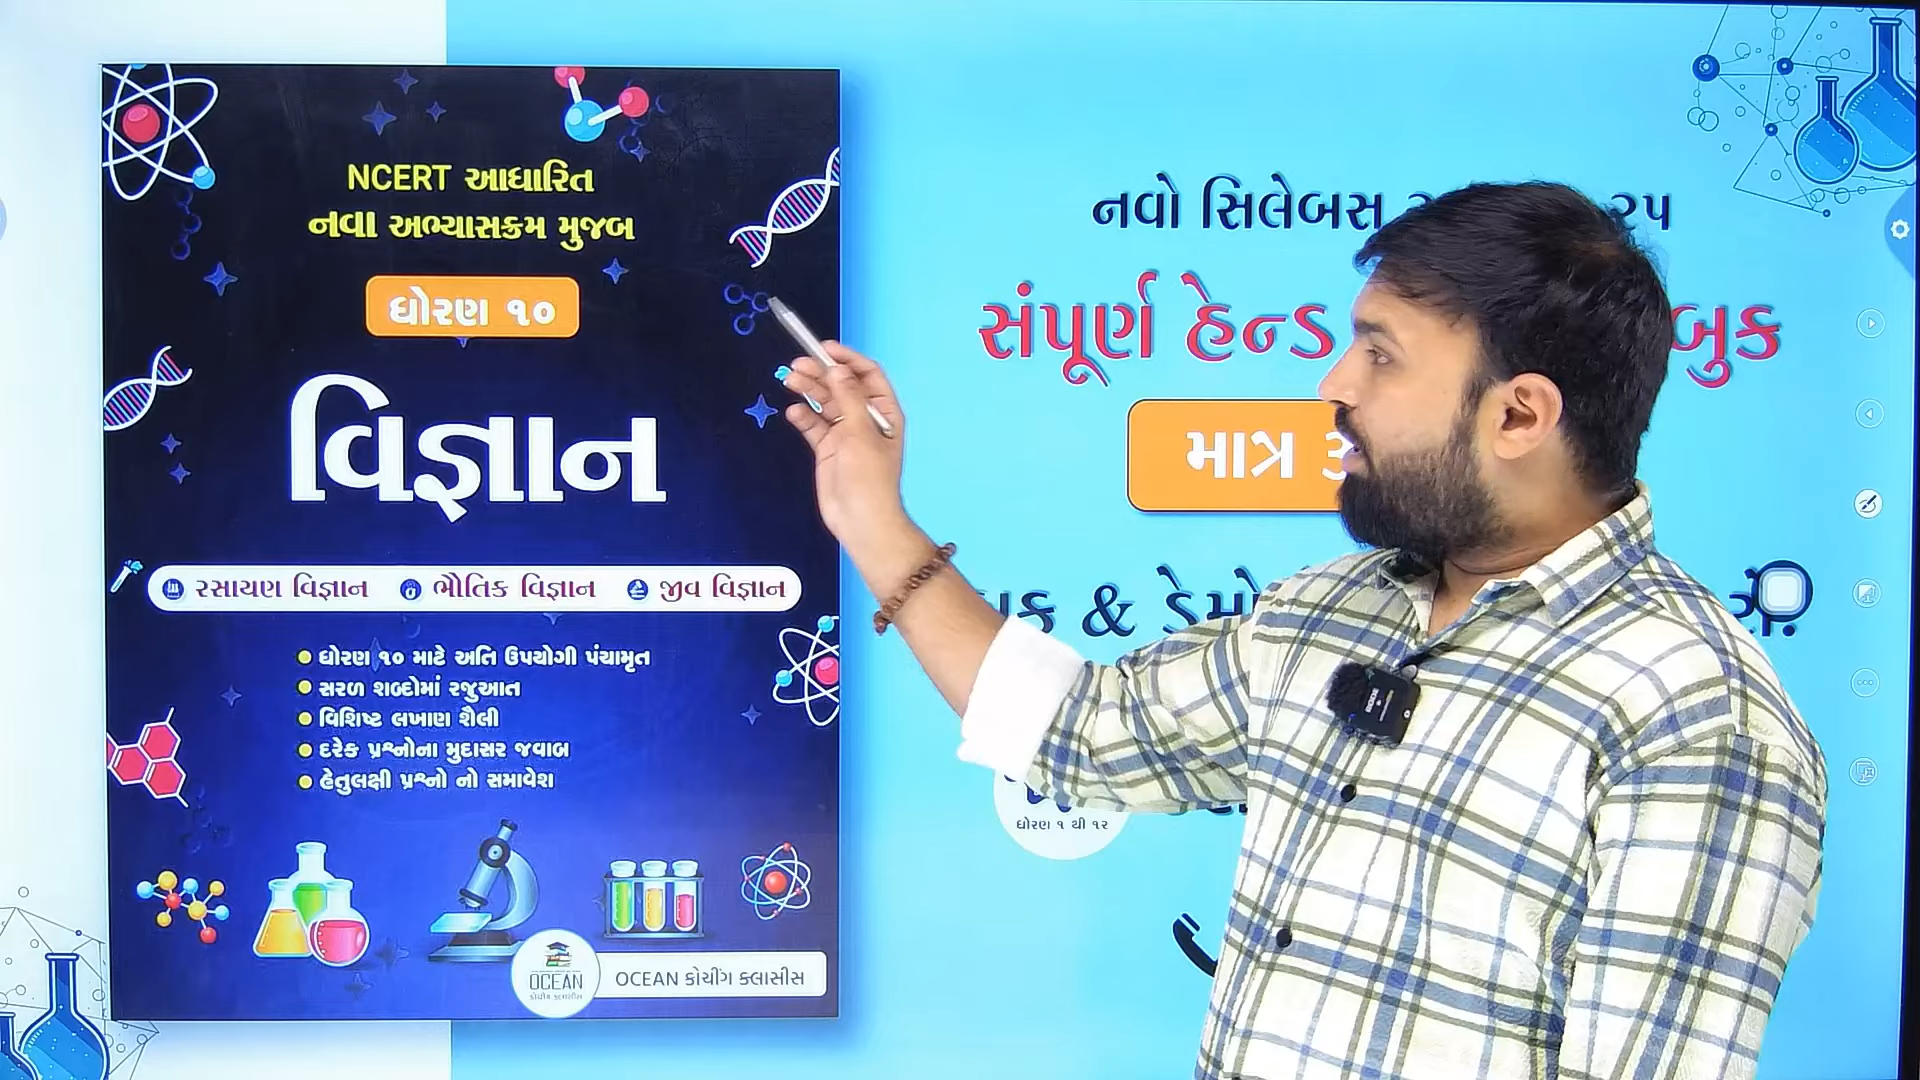 NCERT આધારિત
નવા અભ્યાસક્રમ મુજબ
ધોરણ ૧૦
વિજ્ઞાન
રસાયણ વિજ્ઞાન ભૌતિક વિજ્ઞાન જીવ વિજ્ઞાન
ધોરણ ૧૦ માટે અતિ ઉપયોગી પંચામૃત
સરળ શબ્દોમાં રજુઆત
વિશિષ્ટ લખાણ શૈલી
દરેક પ્રશ્નોના મુદાસર જવાબ
હેતુલક્ષી પ્રશ્નો નો સમાવેશ
OCEAN
કોચીંગ ક્લાસીસ
OCEAN કોચીંગ ક્લાસીસ
નવો સિલેબસ ૨૫
સંપૂર્ણ હેન્ડ બુક
માત્ર
& ડેમો
ધોરણ ૧ થી ૧૨